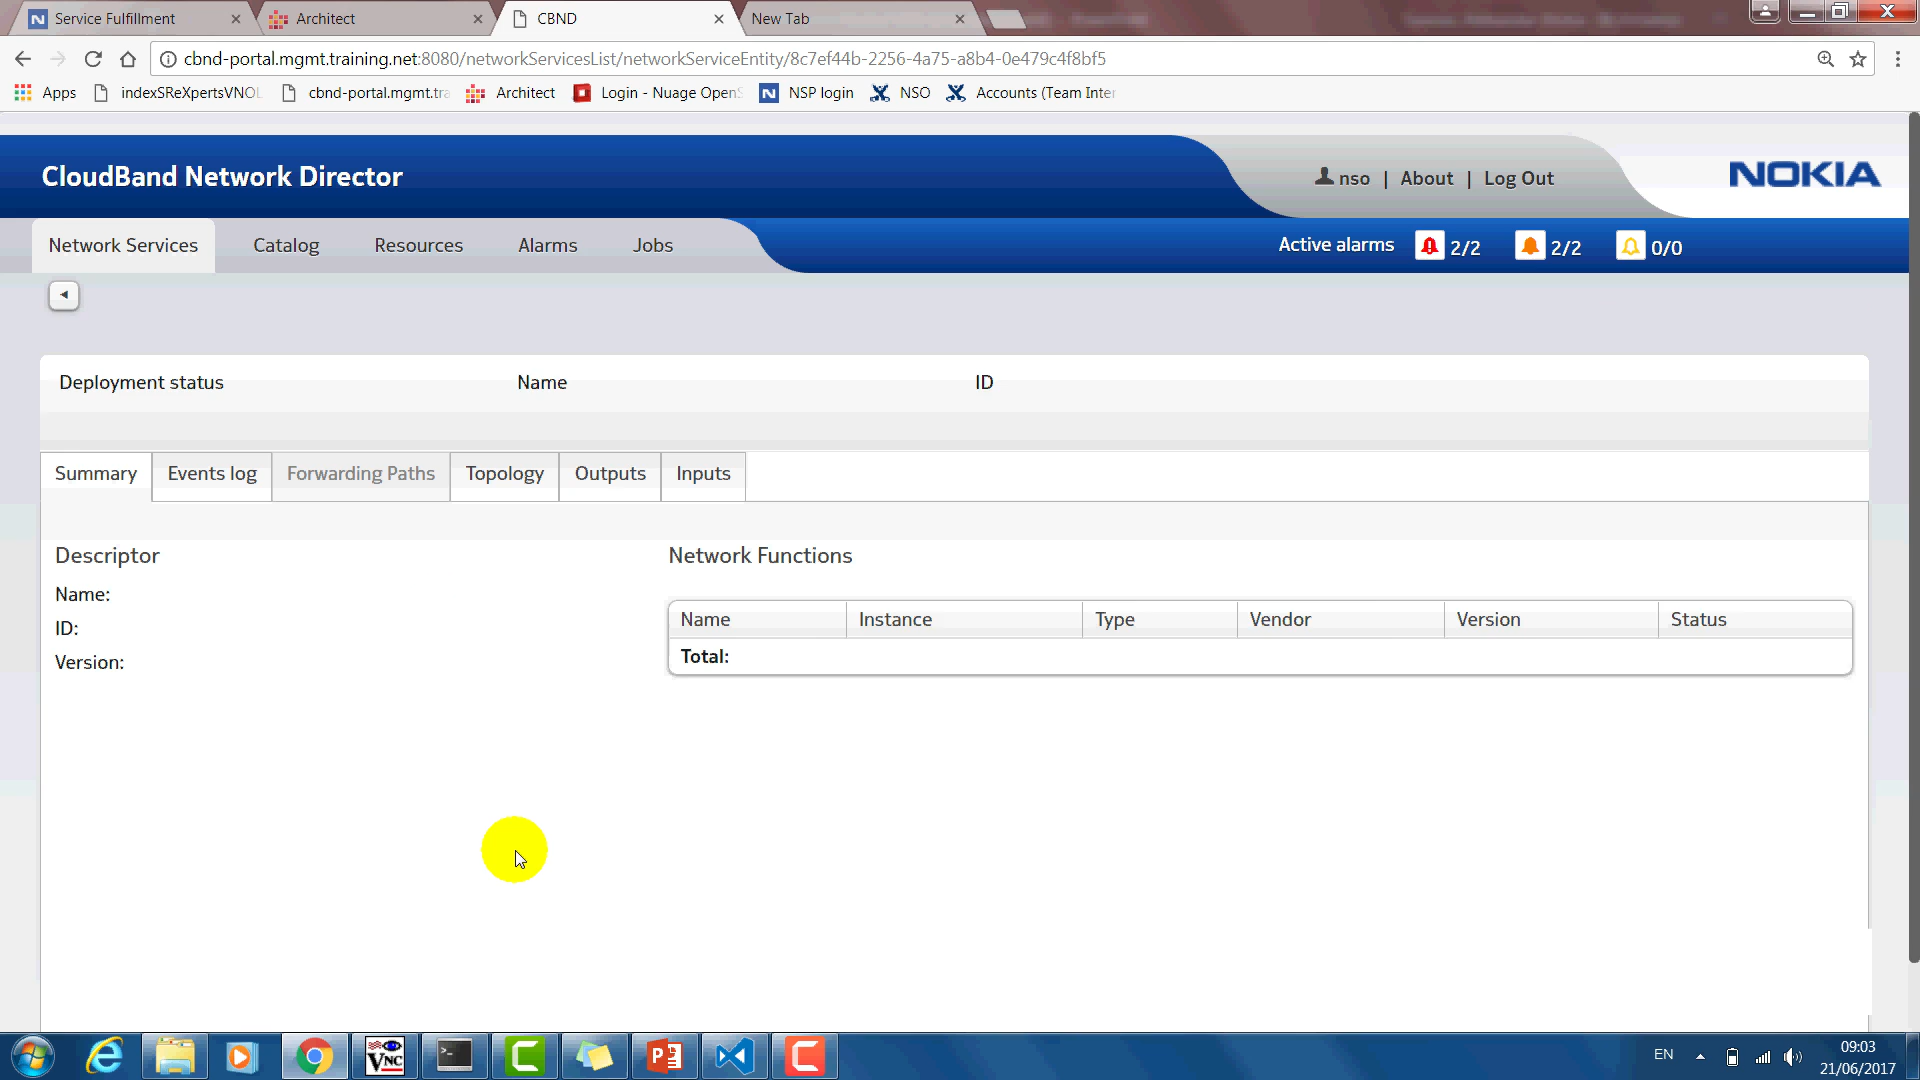 Service Fulfillment
Architect
CBND
New Tab
cbnd-portal.mgmt.training.net:8080/networkServicesList/networkServiceEntity/8c7ef44b-2256-4a75-a8b4-0e479c4f8bf5
Apps indexSReXpertsVNOL cbnd-portal.mgmt.tra Architect Login - Nuage OpenS NSP login NSO Accounts (Team Inter
CloudBand Network Director
nso | About | Log Out
NOKIA
Network Services Catalog Resources Alarms Jobs
Active alarms 2/2 2/2 0/0
Deployment status Name ID
Summary Events log Forwarding Paths Topology Outputs Inputs
Descriptor
Name:
ID:
Version:
Network Functions
Name Instance Type Vendor Version Status
Total:
EN
09:03
21/06/2017